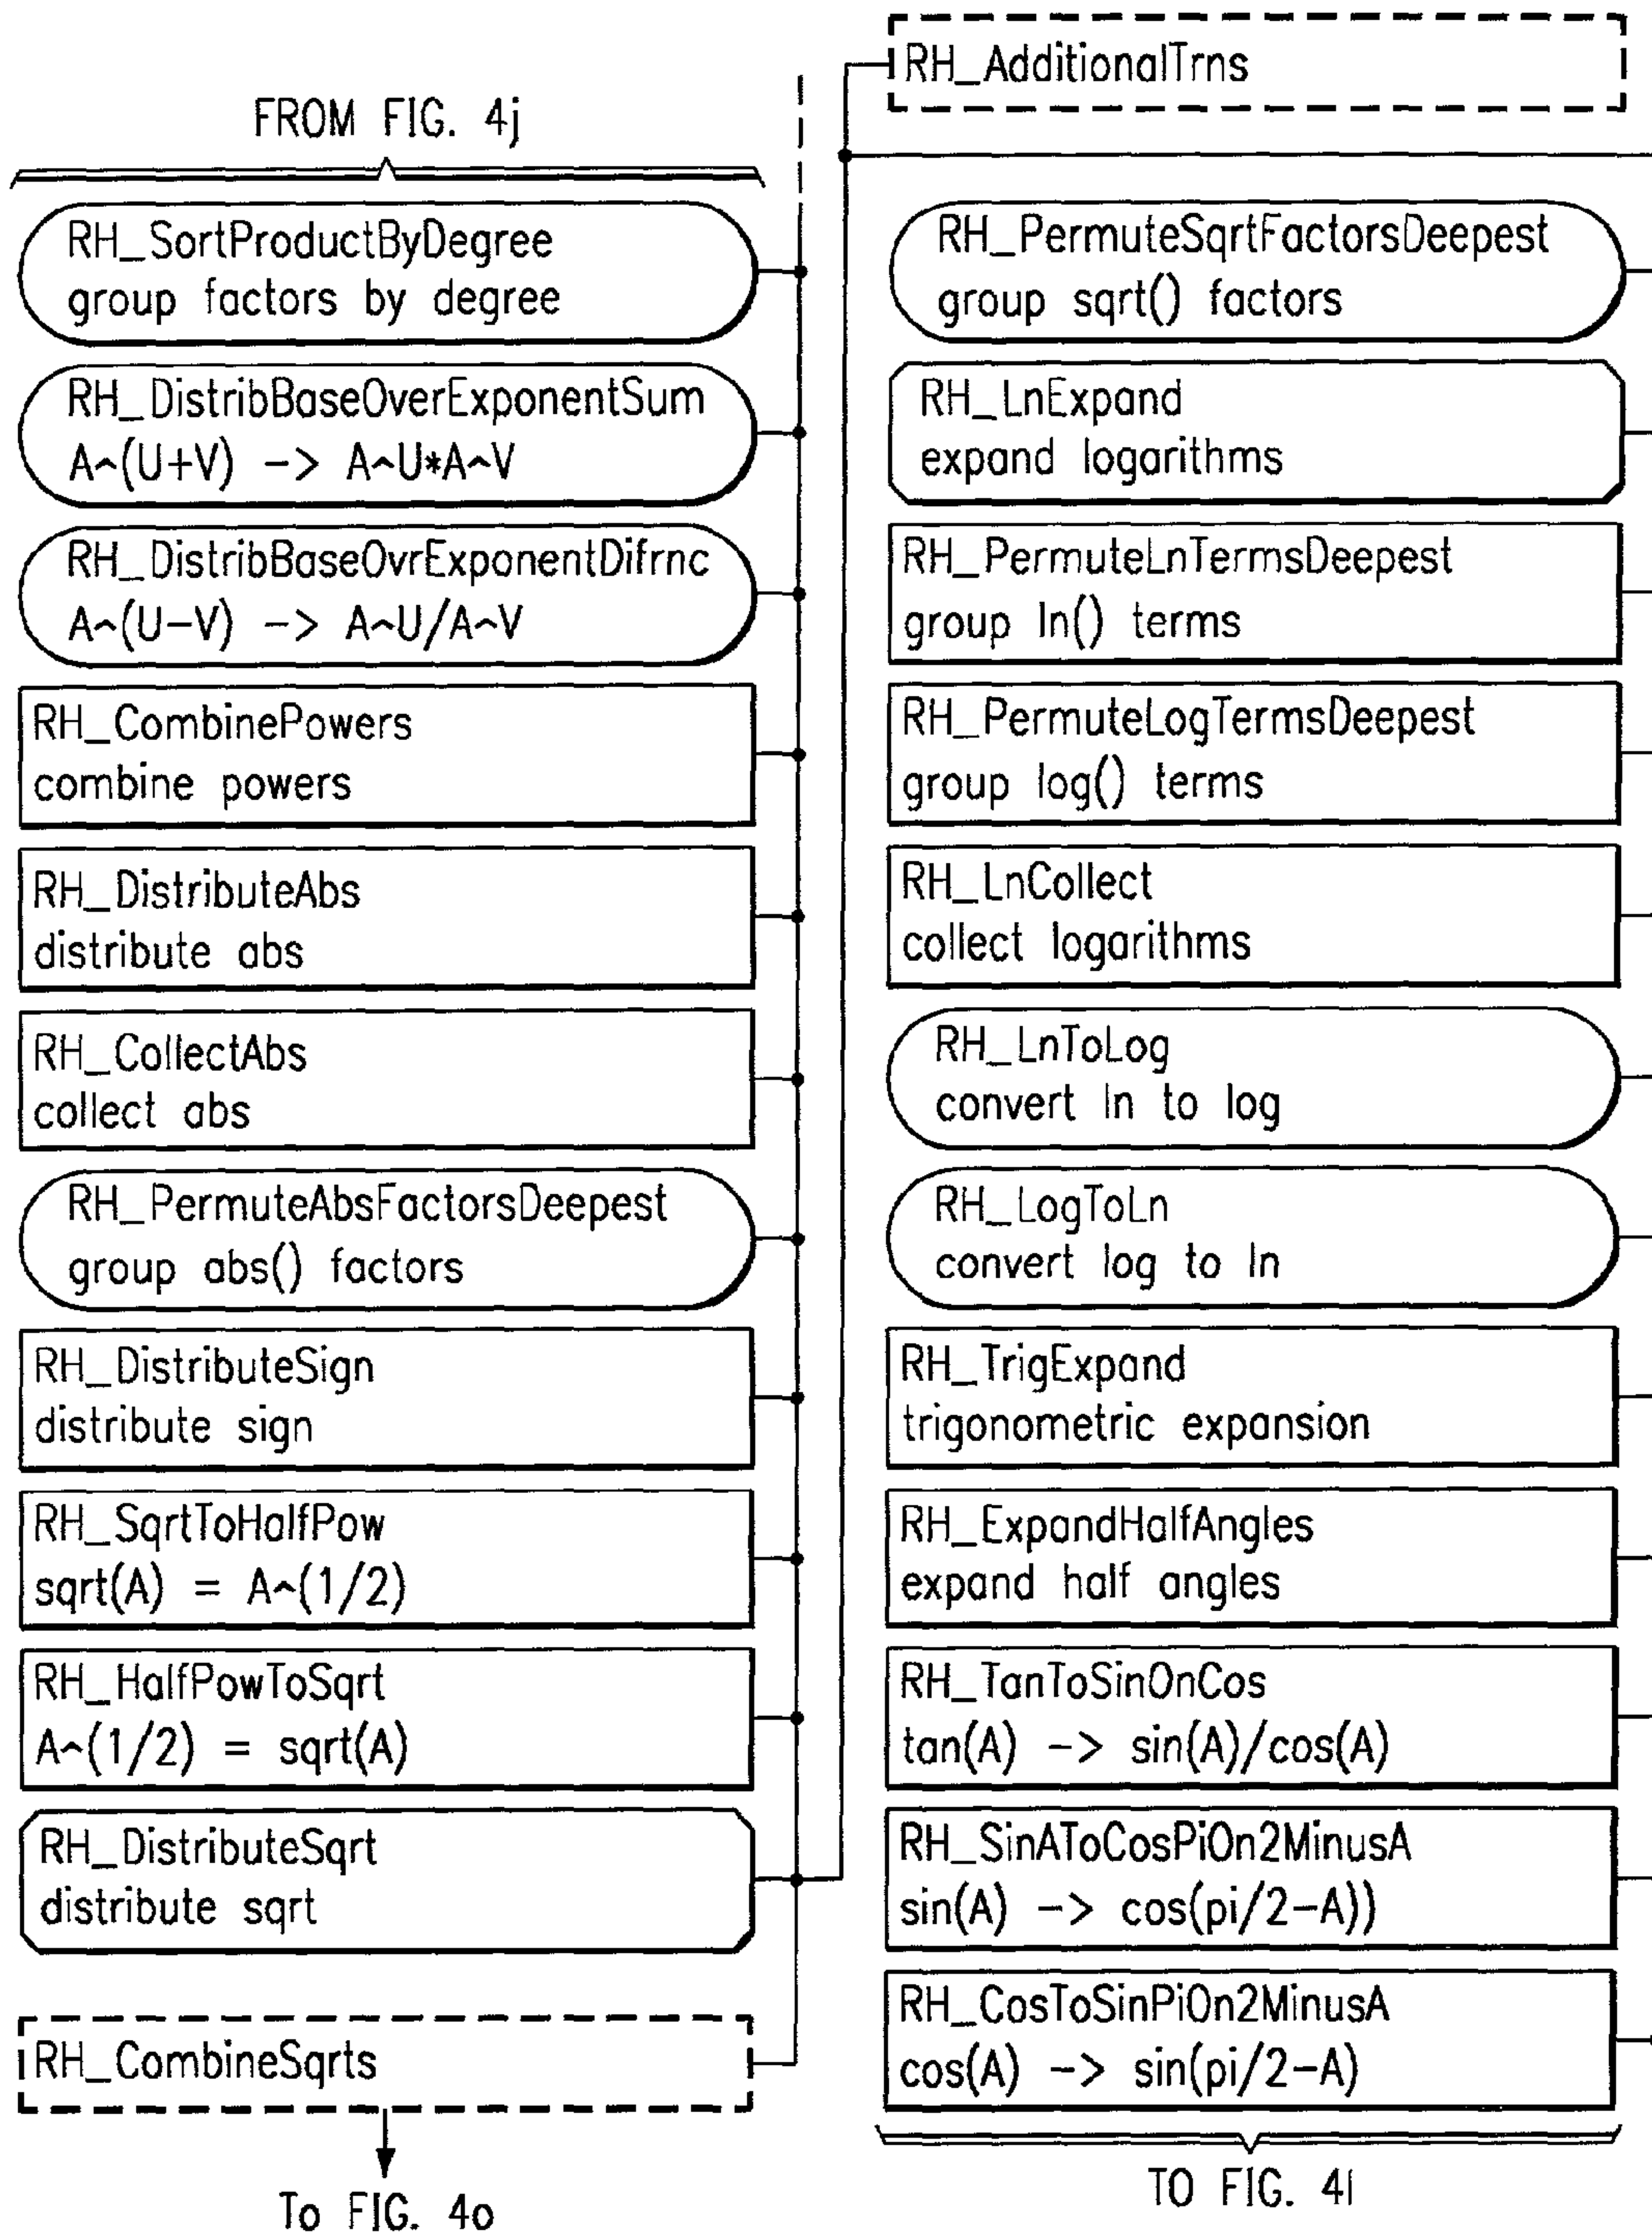 FROM FIG. 4j
RH_SortProductByDegree
group factors by degree
RH_DistribBaseOverExponentSum
A^(U+V) -> A^U*A^V
RH_DistribBaseOvrExponentDifrnc
A^(U-V) -> A^U/A^V
RH_CombinePowers
combine powers
RH_DistributeAbs
distribute abs
RH_CollectAbs
collect abs
RH_PermuteAbsFactorsDeepest
group abs() factors
RH_DistributeSign
distribute sign
RH_SqrtToHalfPow
sqrt(A) = A^(1/2)
RH_HalfPowToSqrt
A^(1/2) = sqrt(A)
RH_DistributeSqrt
distribute sqrt
RH_CombineSqrts
To FIG. 4o
RH_AdditionalTrns
RH_PermuteSqrtFactorsDeepest
group sqrt() factors
RH_LnExpand
expand logarithms
RH_PermuteLnTermsDeepest
group ln() terms
RH_PermuteLogTermsDeepest
group log() terms
RH_LnCollect
collect logarithms
RH_LnToLog
convert ln to log
RH_LogToLn
convert log to ln
RH_TrigExpand
trigonometric expansion
RH_ExpandHalfAngles
expand half angles
RH_TanToSinOnCos
tan(A) -> sin(A)/cos(A)
RH_SinAToCosPiOn2MinusA
sin(A) -> cos(pi/2-A))
RH_CosToSinPiOn2MinusA
cos(A) -> sin(pi/2-A)
TO FIG. 4l